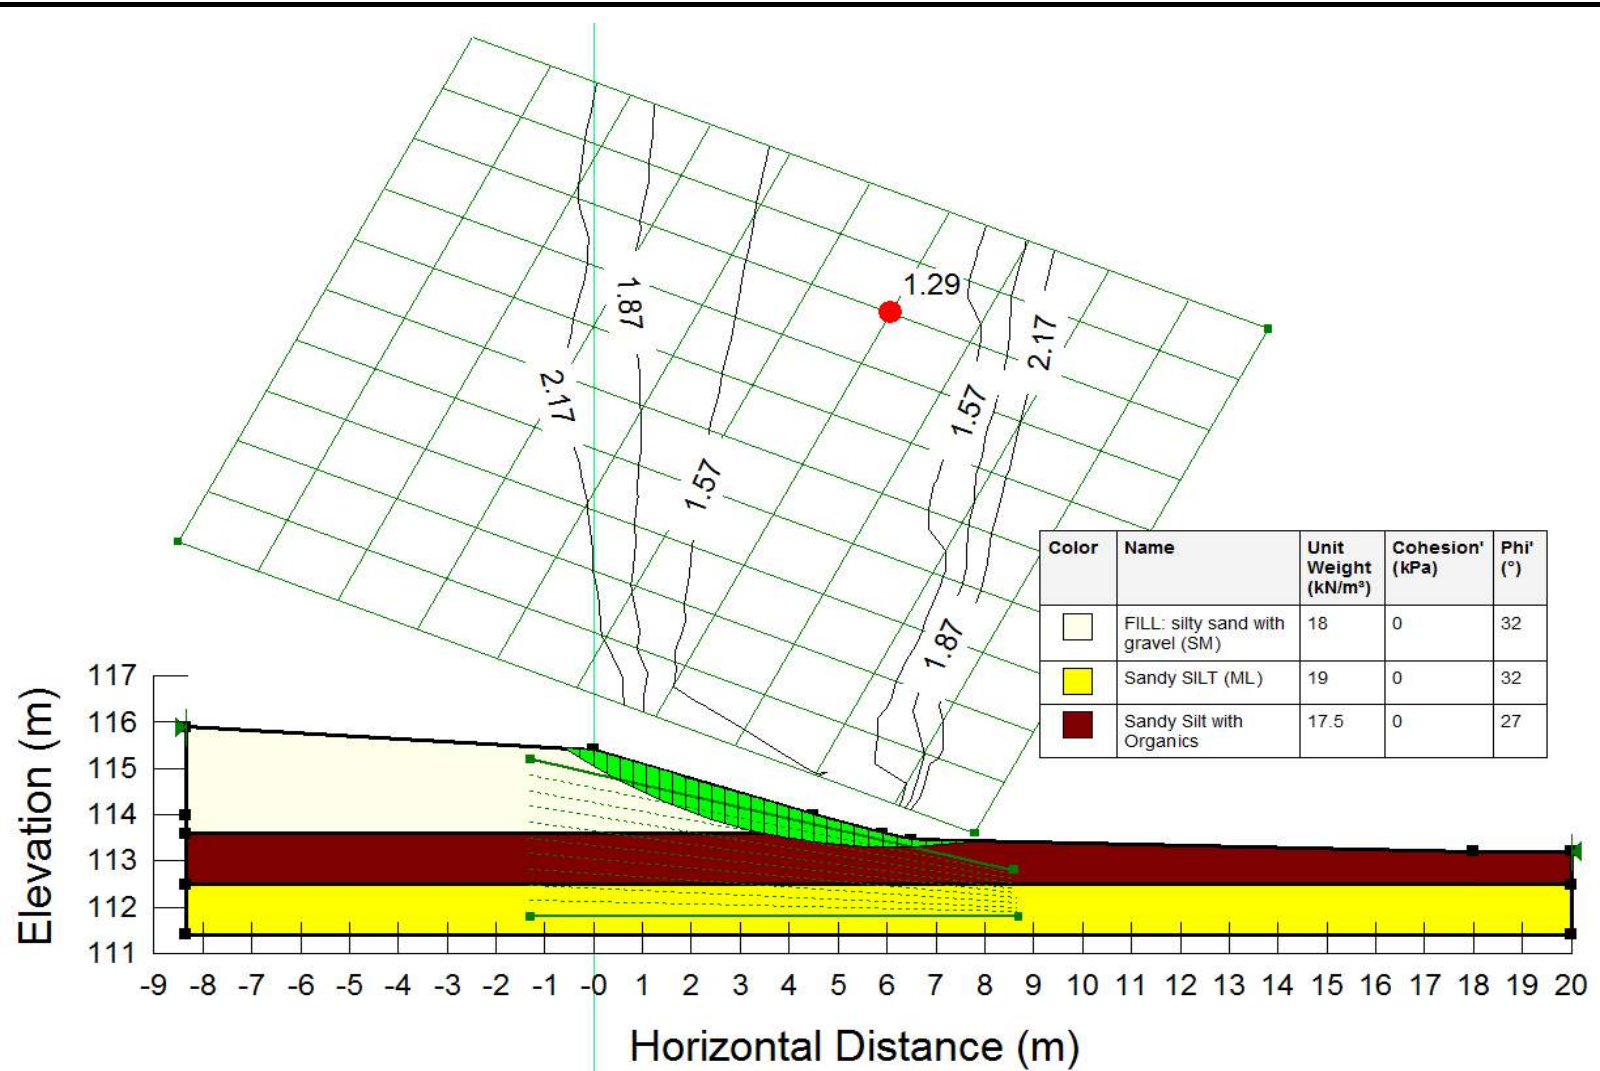 1.29
1.87
2.17
2.17
1.57
1.57
1.87
Color Name Unit Weight (kN/m³) Cohesion' (kPa) Phi' (°)
FILL: silty sand with gravel (SM) 18 0 32
Sandy SILT (ML) 19 0 32
Sandy Silt with Organics 17.5 0 27
Elevation (m)
117
116
115
114
113
112
111
-9 -8 -7 -6 -5 -4 -3 -2 -1 -0 1 2 3 4 5 6 7 8 9 10 11 12 13 14 15 16 17 18 19 20
Horizontal Distance (m)